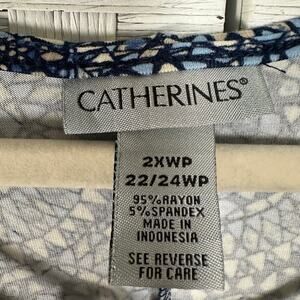 CATHERINES®
2XWP
22/24WP
95% RAYON
5% SPANDEX
MADE IN
INDONESIA
SEE REVERSE
FOR CARE